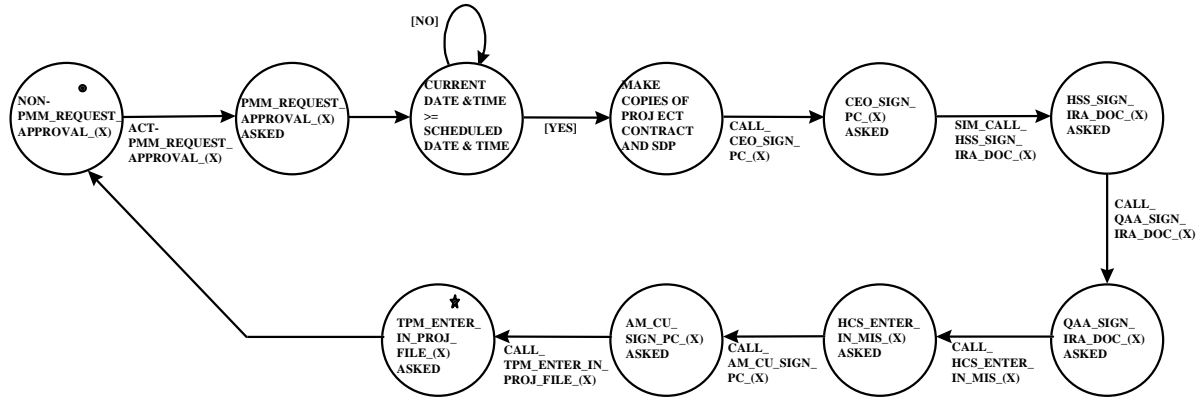 [NO]
NON-
PMM_REQUEST_
APPROVAL_(X)
ACT-
PMM_REQUEST_
APPROVAL_(X)
PMM_REQUEST_
APPROVAL_(X)
ASKED
CURRENT
DATE &TIME
>=
SCHEDULED
DATE & TIME
[YES]
MAKE
COPIES OF
PROJ ECT
CONTRACT
AND SDP
CALL_
CEO_SIGN_
PC_(X)
CEO_SIGN_
PC_(X)
ASKED
SIM_CALL_
HSS_SIGN_
IRA_DOC_(X)
HSS_SIGN_
IRA_DOC_(X)
ASKED
CALL_
QAA_SIGN_
IRA_DOC_(X)
QAA_SIGN_
IRA_DOC_(X)
ASKED
CALL_
HCS_ENTER_
IN_MIS_(X)
HCS_ENTER_
IN_MIS_(X)
ASKED
CALL_
AM_CU_SIGN_
PC_(X)
AM_CU_
SIGN_PC_(X)
ASKED
CALL_
TPM_ENTER_IN_
PROJ_FILE_(X)
TPM_ENTER_
IN_PROJ_
FILE_(X)
ASKED